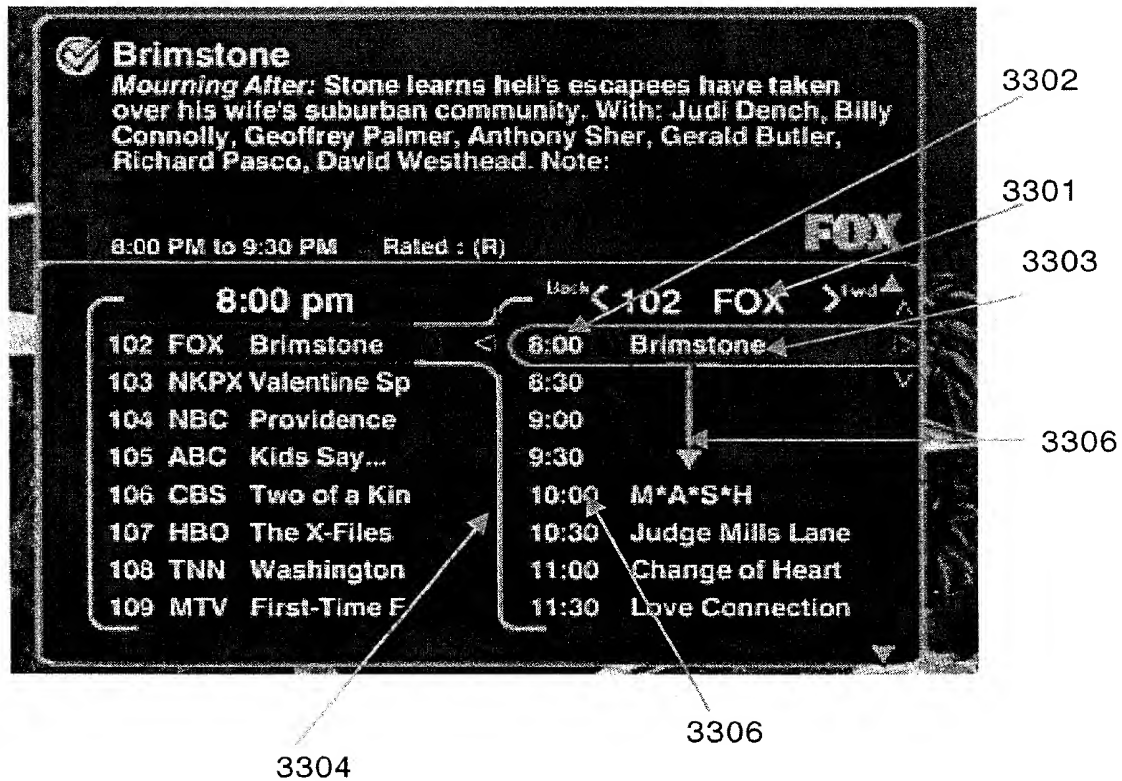 Brimstone
Mourning After: Stone learns hell's escapees have taken
over his wife's suburban community. With: Judi Dench, Billy
Connolly, Geoffrey Palmer, Anthony Sher, Gerald Butler,
Richard Pasco, David Westhead. Note:
8:00 PM to 9:30 PM Rated : (R)
FOX
8:00 pm
102 FOX Brimstone
103 NKPX Valentine Sp
104 NBC Providence
105 ABC Kids Say...
106 CBS Two of a Kin
107 HBO The X-Files
108 TNN Washington
109 MTV First-Time F
Back < 102 FOX > Fwd
8:00 Brimstone
8:30
9:00
9:30
10:00 M*A*S*H
10:30 Judge Mills Lane
11:00 Change of Heart
11:30 Love Connection
3302
3301
3303
3306
3306
3304